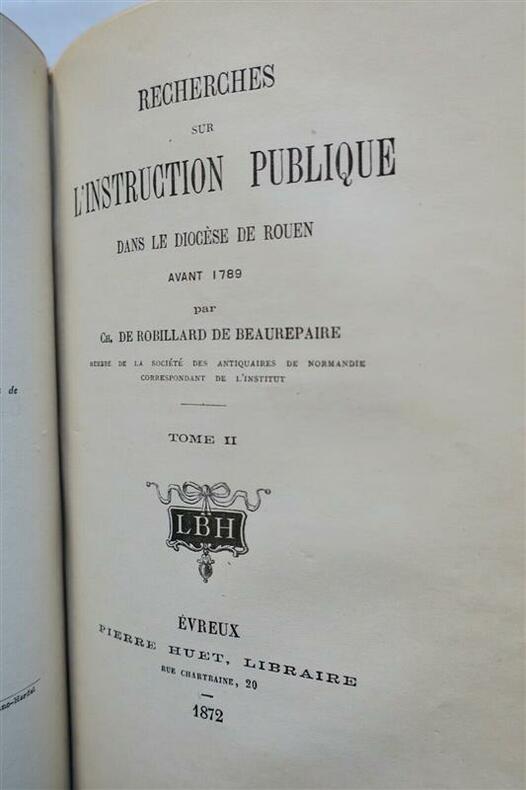 RECHERCHES
SUR
L'INSTRUCTION PUBLIQUE
DANS LE DIOCÈSE DE ROUEN
AVANT 1789
par
CH. DE ROBILLARD DE BEAUREPAIRE
MEMBRE DE LA SOCIÉTÉ DES ANTIQUAIRES DE NORMANDIE
CORRESPONDANT DE L'INSTITUT
TOME II
LBH
ÉVREUX
PIERRE HUET, LIBRAIRE
RUE CHARTRAINE, 20
1872
de